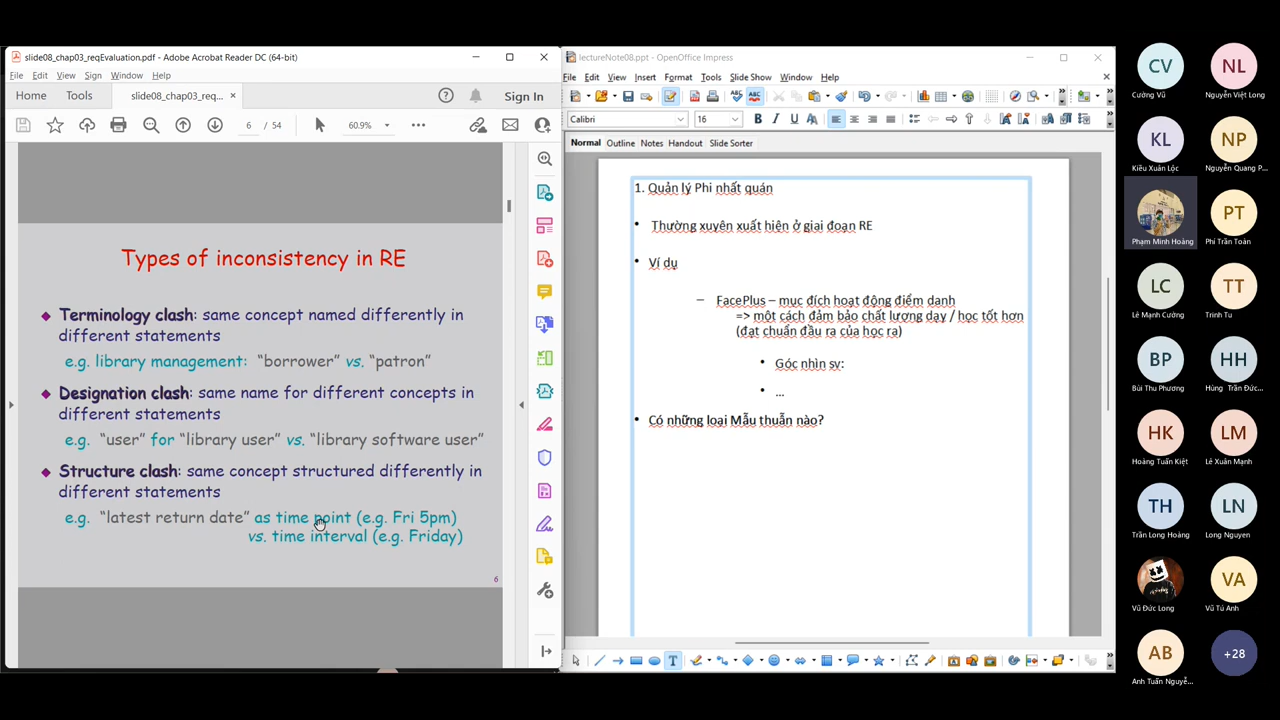 slide08_chap03_reqEvaluation.pdf - Adobe Acrobat Reader DC (64-bit)
File Edit View Sign Window Help
Home Tools slide08_chap03_req... × Sign In
6 / 54 60.9%
Types of inconsistency in RE
Terminology clash: same concept named differently in
different statements
e.g. library management: “borrower” vs. “patron”
Designation clash: same name for different concepts in
different statements
e.g. “user” for “library user” vs. “library software user”
Structure clash: same concept structured differently in
different statements
e.g. “latest return date” as time point (e.g. Fri 5pm)
vs. time interval (e.g. Friday)
6
lectureNote08.ppt - OpenOffice Impress
File Edit View Insert Format Tools Slide Show Window Help
Calibri 16
Normal Outline Notes Handout Slide Sorter
1. Quản lý Phi nhất quán
• Thường xuyên xuất hiện ở giai đoạn RE
• Ví dụ
– FacePlus – mục đích hoạt động điểm danh
=> một cách đảm bảo chất lượng dạy / học tốt hơn
(đạt chuẩn đầu ra của học ra)
• Góc nhìn sv:
• ...
• Có những loại Mẫu thuẫn nào?
CV NL
Cường Vũ Nguyễn Việt Long
KL NP
Kiều Xuân Lộc Nguyễn Quang P...
PT
Phạm Minh Hoàng Phí Trần Toàn
LC TT
Lê Mạnh Cường Trinh Tu
BP HH
Bùi Thu Phương Hùng Trần Đức...
HK LM
Hoàng Tuấn Kiệt Lê Xuân Mạnh
TH LN
Trần Long Hoàng Long Nguyen
VA
Vũ Đức Long Vũ Tú Anh
AB +28
Anh Tuấn Nguyễ...